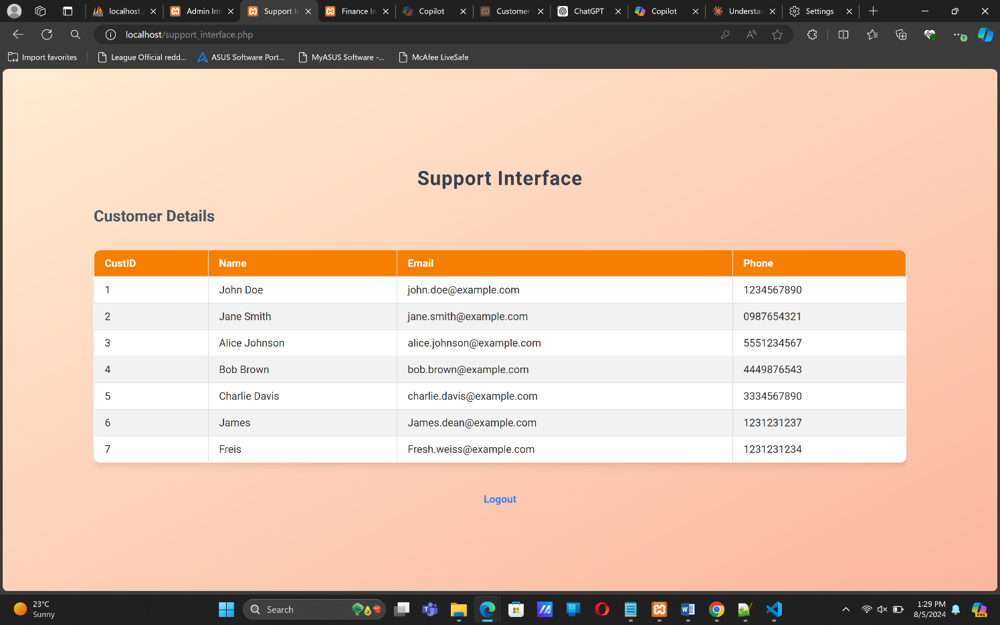 localhost / Admin Int Support In Finance In Copilot Customer ChatGPT Copilot Understan Settings
localhost/support_interface.php
Import favorites League Official redd... ASUS Software Port... MyASUS Software -... McAfee LiveSafe
Support Interface
Customer Details
CustID Name Email Phone
1 John Doe john.doe@example.com 1234567890
2 Jane Smith jane.smith@example.com 0987654321
3 Alice Johnson alice.johnson@example.com 5551234567
4 Bob Brown bob.brown@example.com 4449876543
5 Charlie Davis charlie.davis@example.com 3334567890
6 James James.dean@example.com 1231231237
7 Freis Fresh.weiss@example.com 1231231234
Logout
23°C
Sunny
Search
1:29 PM
8/5/2024
PRE